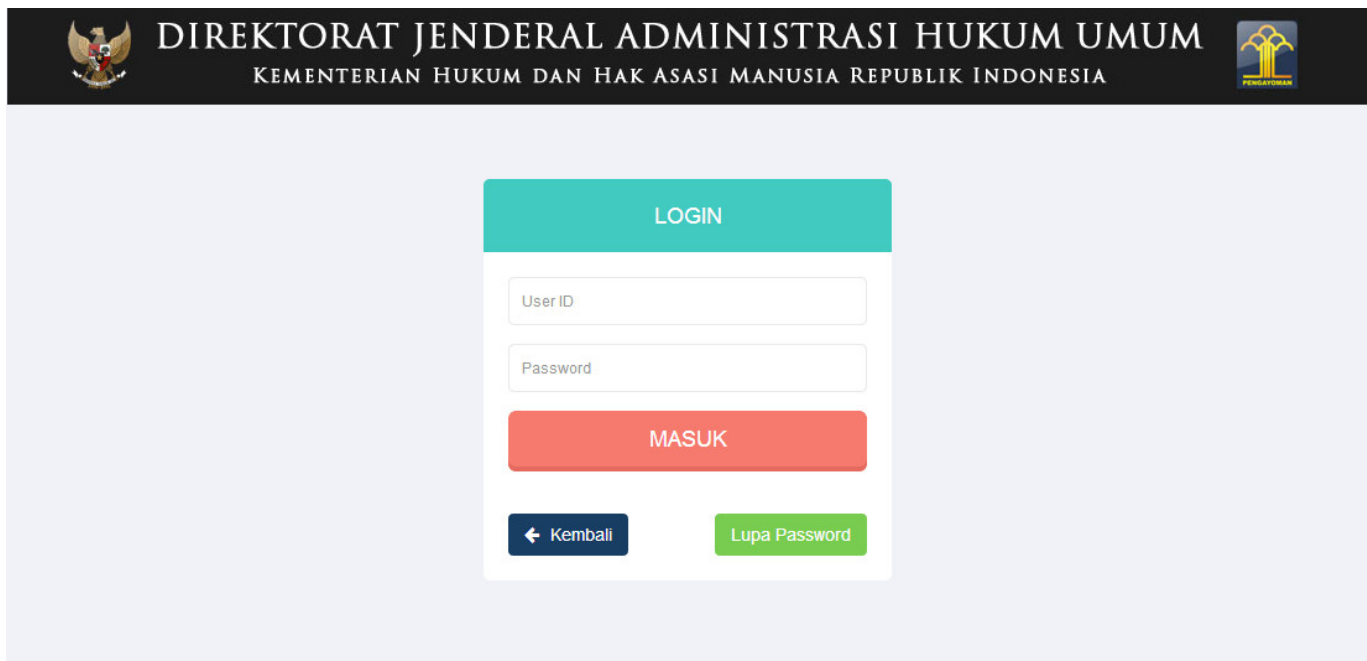 DIREKTORAT JENDERAL ADMINISTRASI HUKUM UMUM
KEMENTERIAN HUKUM DAN HAK ASASI MANUSIA REPUBLIK INDONESIA
PENGAYOMAN
LOGIN
User ID
Password
MASUK
Kembali
Lupa Password